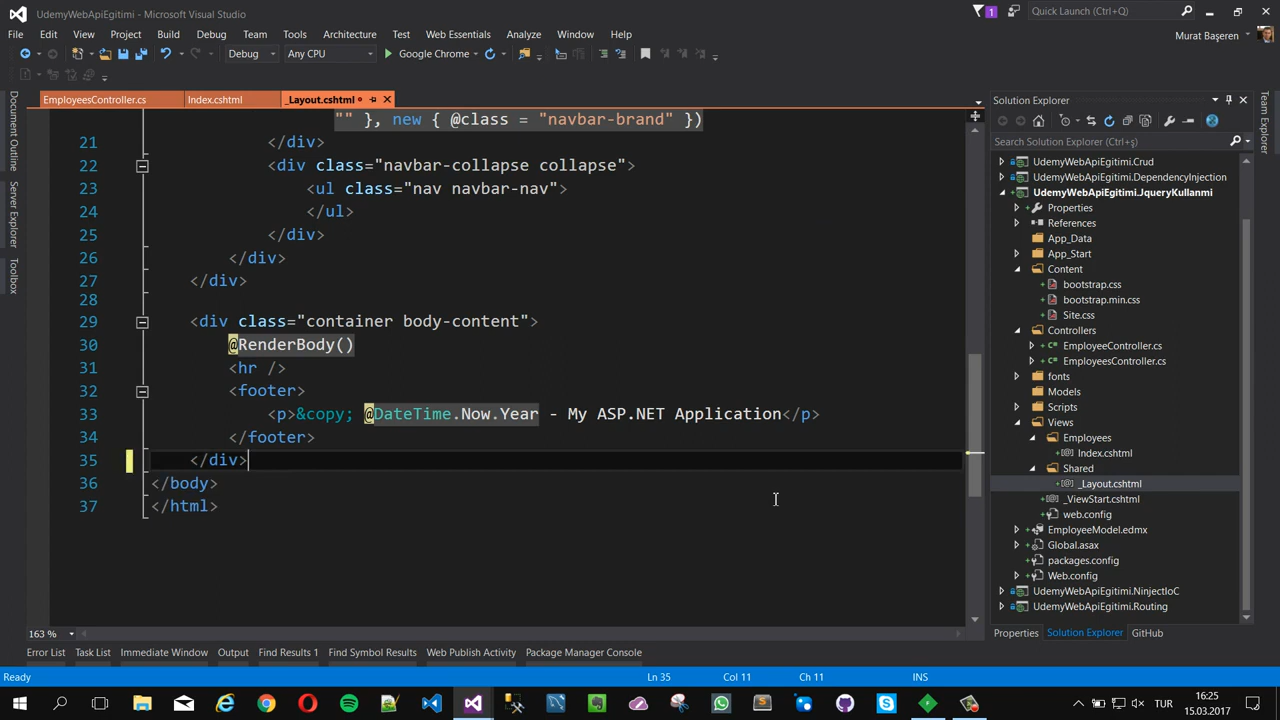 UdemyWebApiEgitimi - Microsoft Visual Studio
1
Quick Launch (Ctrl+Q)
File Edit View Project Build Debug Team Tools Architecture Test Web Essentials Analyze Window Help
Murat Başeren
Debug Any CPU Google Chrome
EmployeesController.cs Index.cshtml _Layout.cshtml
Document Outline
Server Explorer
Toolbox
"" }, new { @class = "navbar-brand" })
21 </div>
22 <div class="navbar-collapse collapse">
23 <ul class="nav navbar-nav">
24 </ul>
25 </div>
26 </div>
27 </div>
28
29 <div class="container body-content">
30 @RenderBody()
31 <hr />
32 <footer>
33 <p>&copy; @DateTime.Now.Year - My ASP.NET Application</p>
34 </footer>
35 </div>
36 </body>
37 </html>
163 %
Solution Explorer
Search Solution Explorer (Ctrl+ş)
UdemyWebApiEgitimi.Crud
UdemyWebApiEgitimi.DependencyInjection
UdemyWebApiEgitimi.JqueryKullanmi
Properties
References
App_Data
App_Start
Content
bootstrap.css
bootstrap.min.css
Site.css
Controllers
EmployeeController.cs
EmployeesController.cs
fonts
Models
Scripts
Views
Employees
Index.cshtml
Shared
_Layout.cshtml
_ViewStart.cshtml
web.config
EmployeeModel.edmx
Global.asax
packages.config
Web.config
UdemyWebApiEgitimi.NinjectIoC
UdemyWebApiEgitimi.Routing
Properties Solution Explorer GitHub
Team Explorer
Error List Task List Immediate Window Output Find Results 1 Find Symbol Results Web Publish Activity Package Manager Console
Ready Ln 35 Col 11 Ch 11 INS
TUR
16:25
15.03.2017